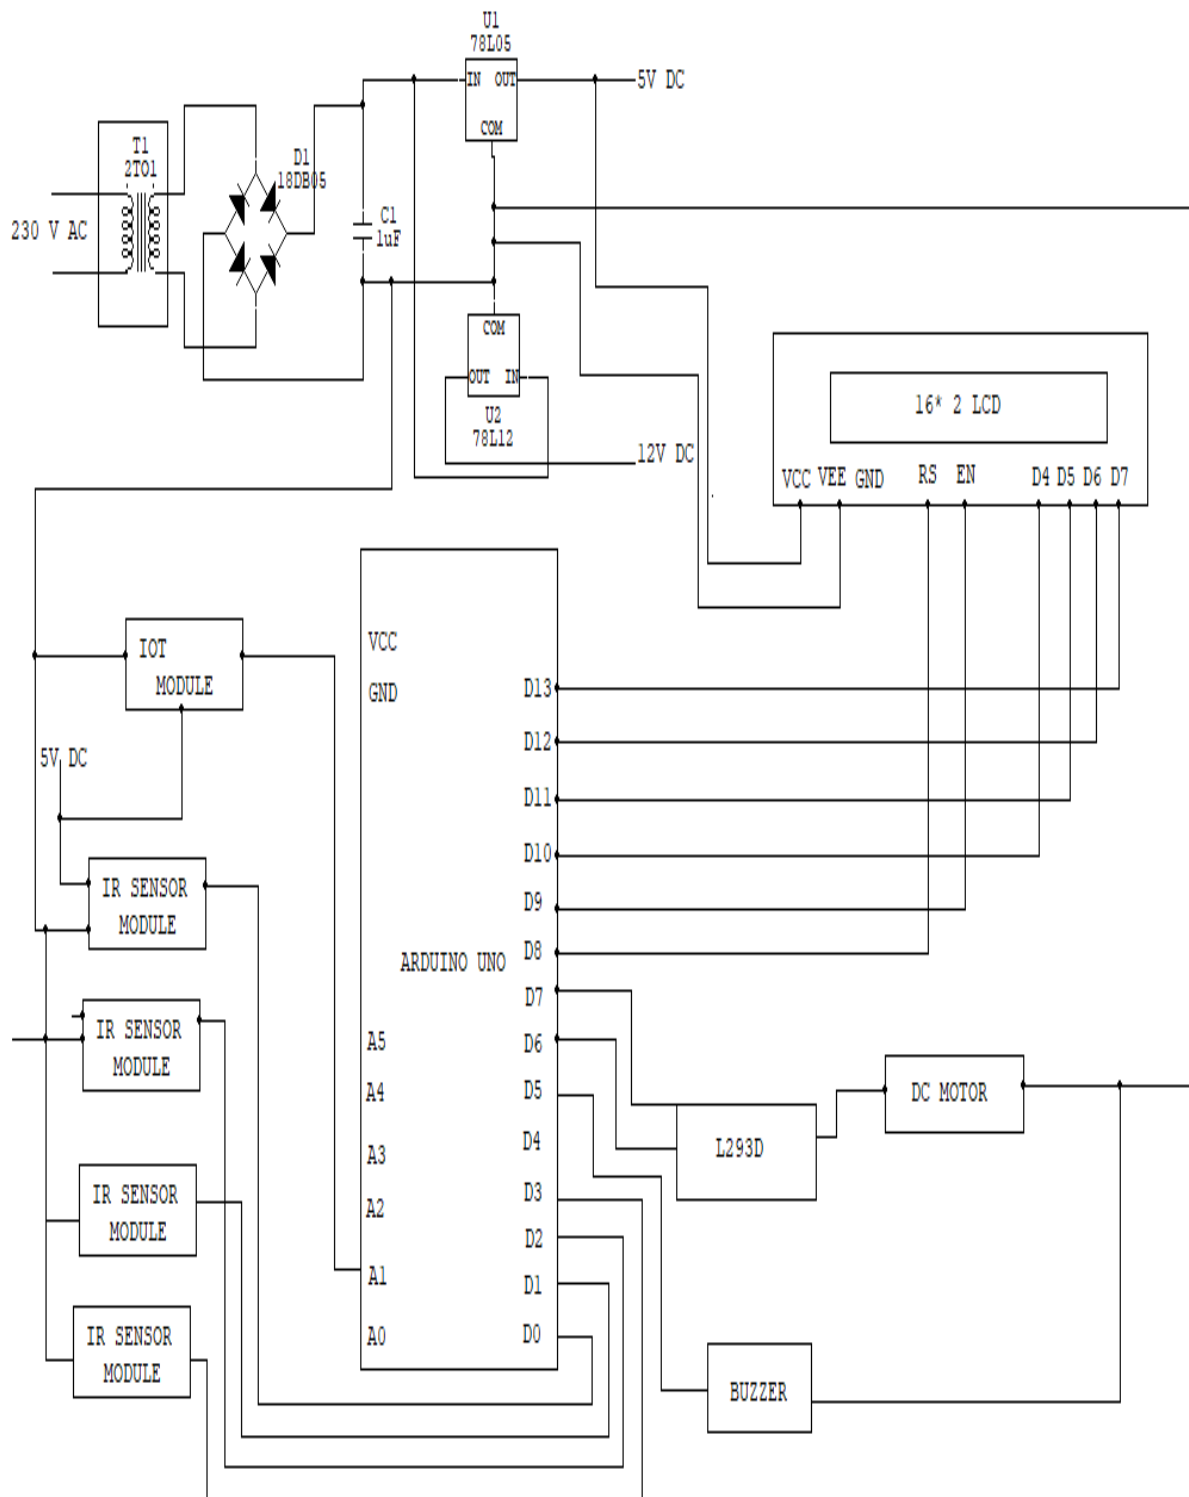 U1
78L05
IN OUT
COM
5V DC
T1
2TO1
D1
18DB05
230 V AC
C1
1uF
COM
OUT IN
U2
78L12
12V DC
16* 2 LCD
VCC VEE GND RS EN D4 D5 D6 D7
IOT
MODULE
5V DC
VCC
GND
D13
D12
D11
D10
D9
D8
D7
D6
D5
D4
D3
D2
D1
D0
ARDUINO UNO
A5
A4
A3
A2
A1
A0
IR SENSOR
MODULE
IR SENSOR
MODULE
IR SENSOR
MODULE
IR SENSOR
MODULE
L293D
DC MOTOR
BUZZER